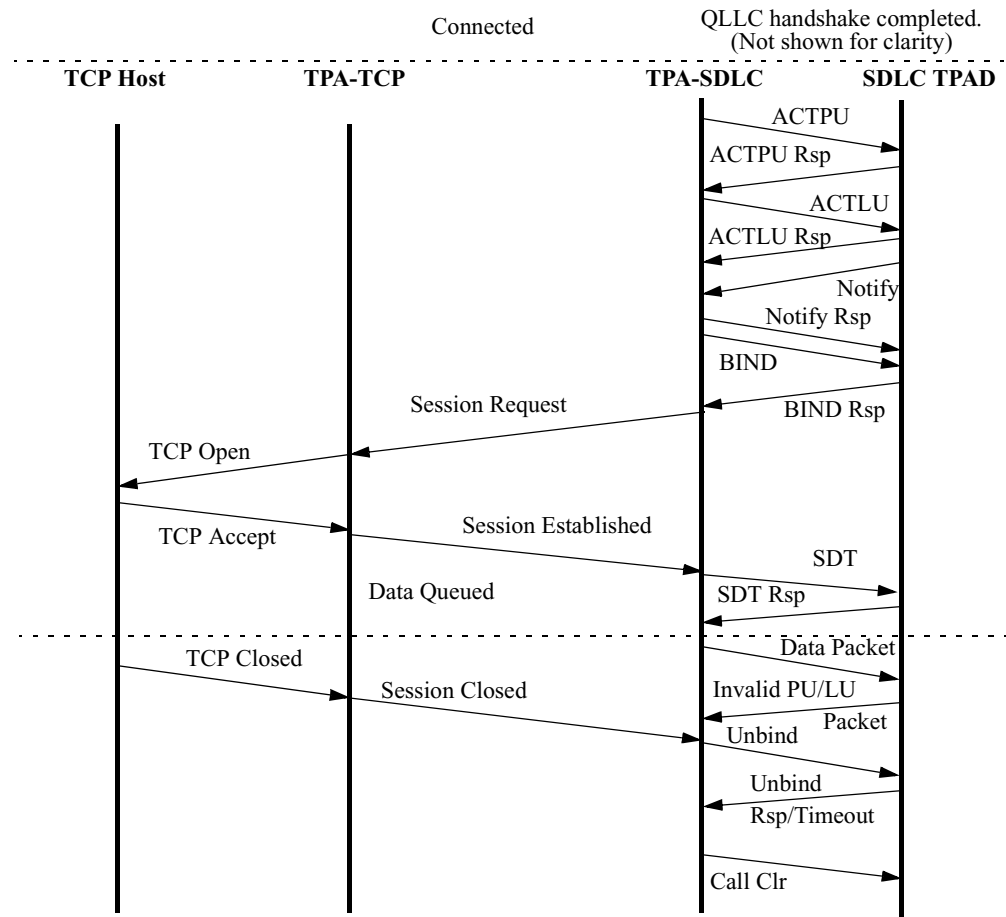 Connected
QLLC handshake completed.
(Not shown for clarity)
TCP Host
TPA-TCP
TPA-SDLC
SDLC TPAD
ACTPU
ACTPU Rsp
ACTLU
ACTLU Rsp
Notify
Notify Rsp
BIND
Session Request
BIND Rsp
TCP Open
TCP Accept
Session Established
SDT
Data Queued
SDT Rsp
Data Packet
TCP Closed
Session Closed
Invalid PU/LU
Packet
Unbind
Unbind
Rsp/Timeout
Call Clr